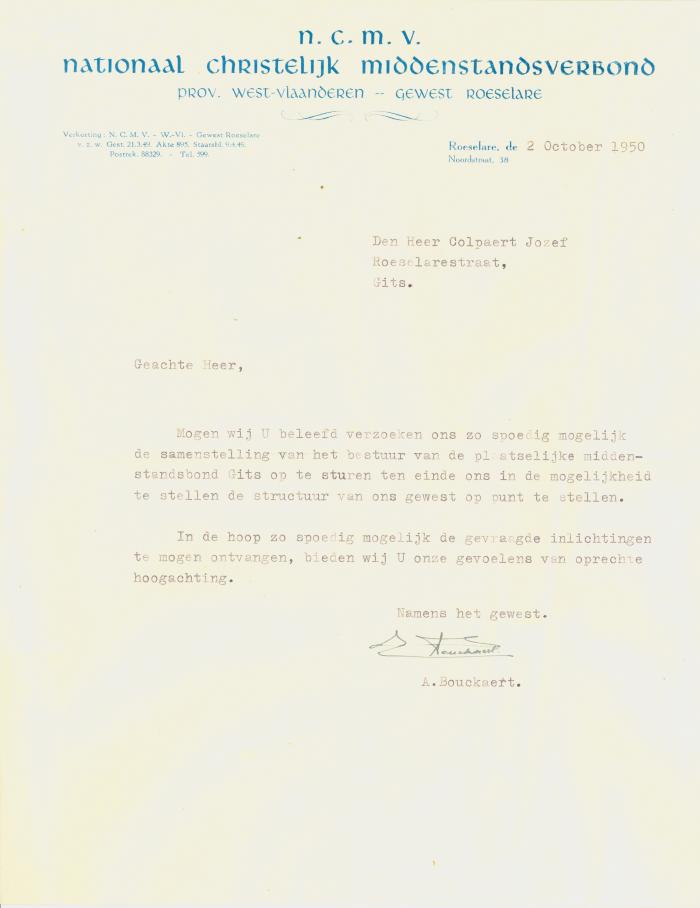 N. C. M. V.
NATIONAAL CHRISTELIJK MIDDENSTANDSVERBOND
PROV. WEST-VLAANDEREN -- GEWEST ROESELARE
Verkorting: N. C. M. V. - W.-Vl. - Gewest Roeselare
v. z. w. Gest. 21.3.49. Akte 895. Staatsbl. 9.4.49.
Postrek. 88329. - Tel. 599.
Roeselare, de 2 October 1950
Noordstraat, 38
Den Heer Colpaert Jozef
Roeselarestraat,
Gits.
Geachte Heer,
Mogen wij U beleefd verzoeken ons zo spoedig mogelijk
de samenstelling van het bestuur van de plaatselijke midden-
standsbond Gits op te sturen ten einde ons in de mogelijkheid
te stellen de structuur van ons gewest op punt te stellen.
In de hoop zo spoedig mogelijk de gevraagde inlichtingen
te mogen ontvangen, bieden wij U onze gevoelens van oprechte
hoogachting.
Namens het gewest.
Bouckaert
A.Bouckaert.